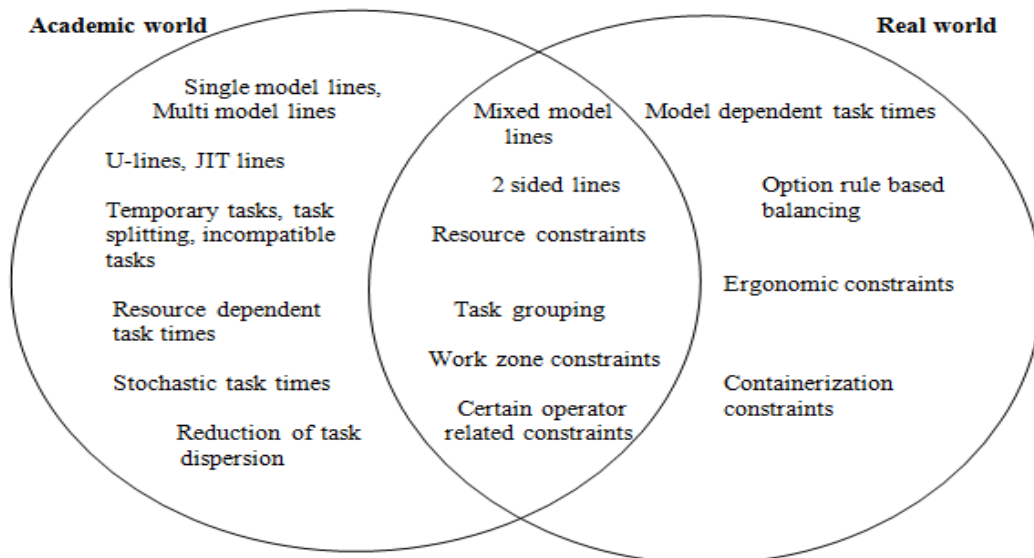 Academic world
Real world
Single model lines,
Multi model lines
U-lines, JIT lines
Temporary tasks, task
splitting, incompatible
tasks
Resource dependent
task times
Stochastic task times
Reduction of task
dispersion
Mixed model
lines
2 sided lines
Resource constraints
Task grouping
Work zone constraints
Certain operator
related constraints
Model dependent task times
Option rule based
balancing
Ergonomic constraints
Containerization
constraints